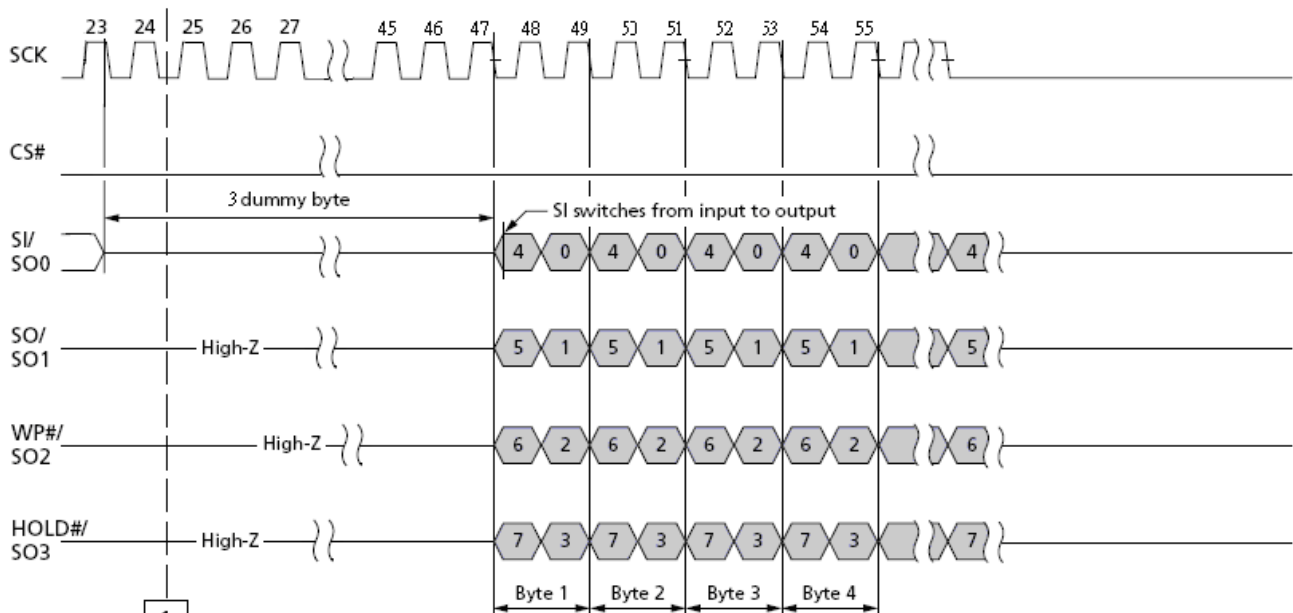 23 24 25 26 27 45 46 47 48 49 50 51 52 53 54 55
SCK
CS#
3 dummy byte
SI switches from input to output
SI/
SO0
4 0 4 0 4 0 4 0 4
SO/
SO1
High-Z
5 1 5 1 5 1 5 1 5
WP#/
SO2
High-Z
6 2 6 2 6 2 6 2 6
HOLD#/
SO3
High-Z
7 3 7 3 7 3 7 3 7
Byte 1 Byte 2 Byte 3 Byte 4